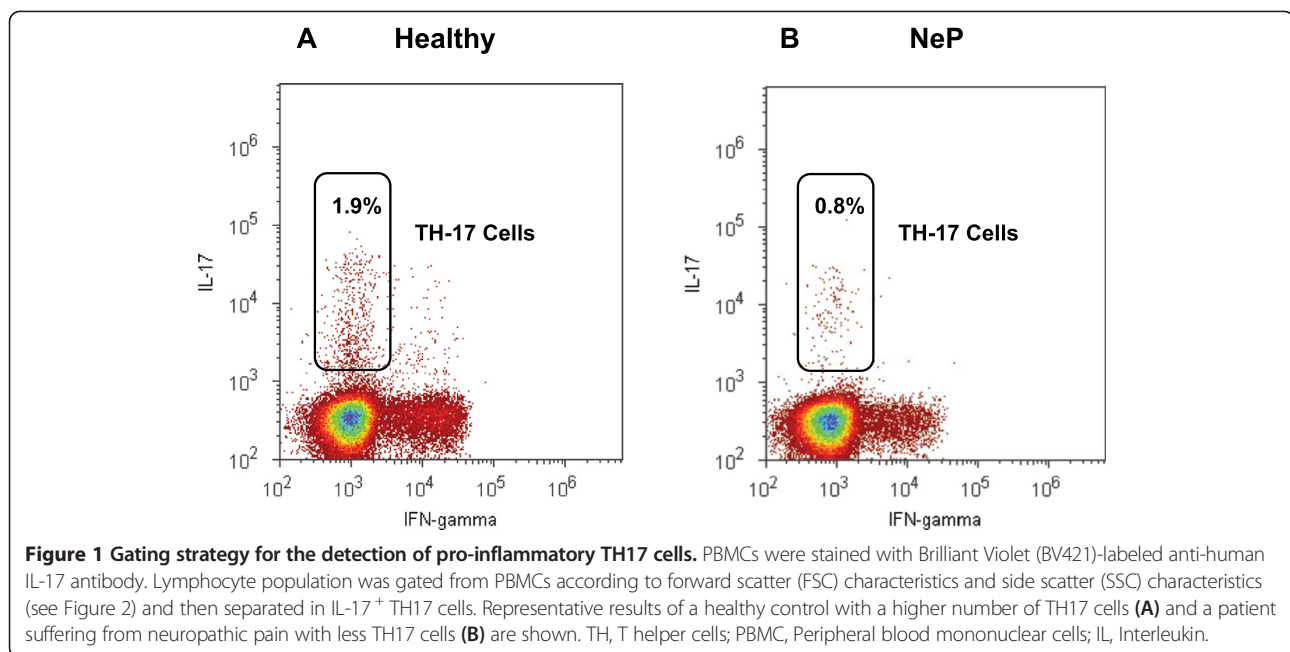 A Healthy
B NeP
10^6
10^5
10^4
10^3
10^2
IL-17
1.9%
TH-17 Cells
10^2 10^3 10^4 10^5 10^6
IFN-gamma
10^6
10^5
10^4
10^3
10^2
IL-17
0.8%
TH-17 Cells
10^2 10^3 10^4 10^5 10^6
IFN-gamma
Figure 1 Gating strategy for the detection of pro-inflammatory TH17 cells. PBMCs were stained with Brilliant Violet (BV421)-labeled anti-human
IL-17 antibody. Lymphocyte population was gated from PBMCs according to forward scatter (FSC) characteristics and side scatter (SSC) characteristics
(see Figure 2) and then separated in IL-17⁺ TH17 cells. Representative results of a healthy control with a higher number of TH17 cells (A) and a patient
suffering from neuropathic pain with less TH17 cells (B) are shown. TH, T helper cells; PBMC, Peripheral blood mononuclear cells; IL, Interleukin.